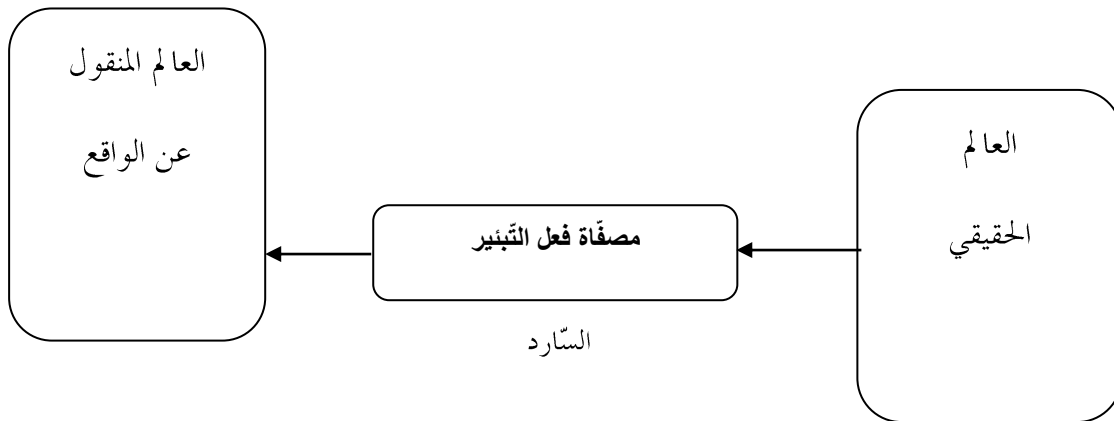 العالم
الحقيقي
مصفّاة فعل التّبئير
السّارد
العالم المنقول
عن الواقع